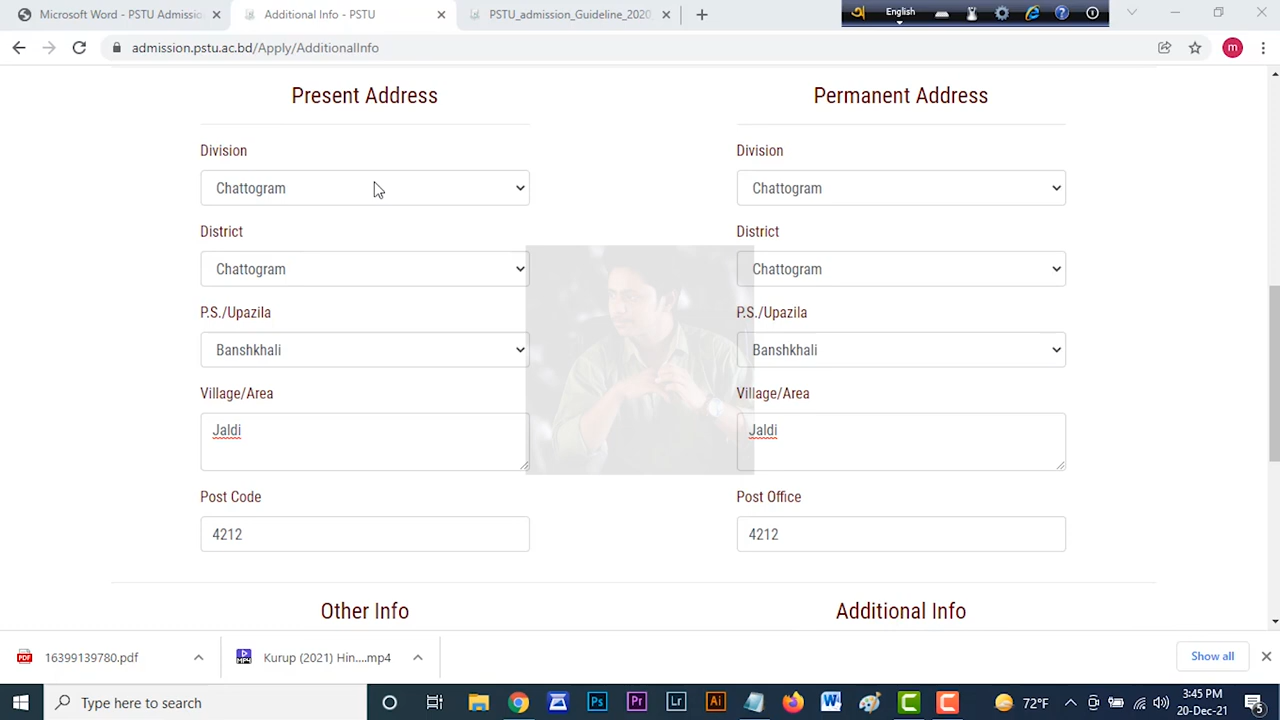 Microsoft Word - PSTU Admissio
Additional Info - PSTU
PSTU_admission_Guideline_2020
English
admission.pstu.ac.bd/Apply/AdditionalInfo
m
Present Address
Permanent Address
Division
Division
Chattogram
Chattogram
District
District
Chattogram
Chattogram
P.S./Upazila
P.S./Upazila
Banshkhali
Banshkhali
Village/Area
Village/Area
Jaldi
Jaldi
Post Code
Post Office
4212
4212
Other Info
Additional Info
16399139780.pdf
Kurup (2021) Hin....mp4
Show all
Type here to search
72°F
3:45 PM
20-Dec-21
5